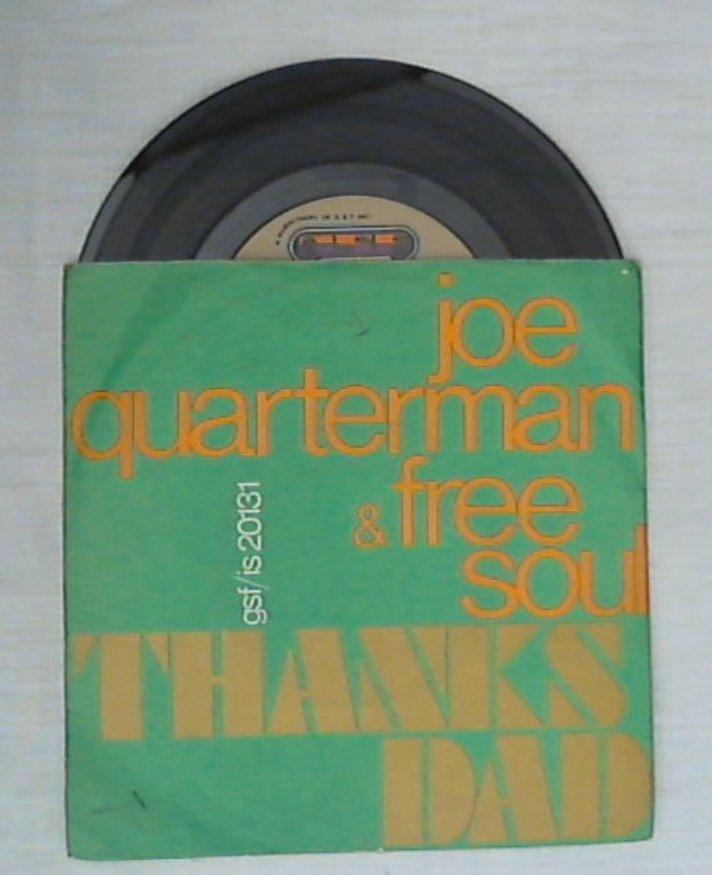 joe
quarterman
& free
soul
gsf/is 20131
THANKS
DAD